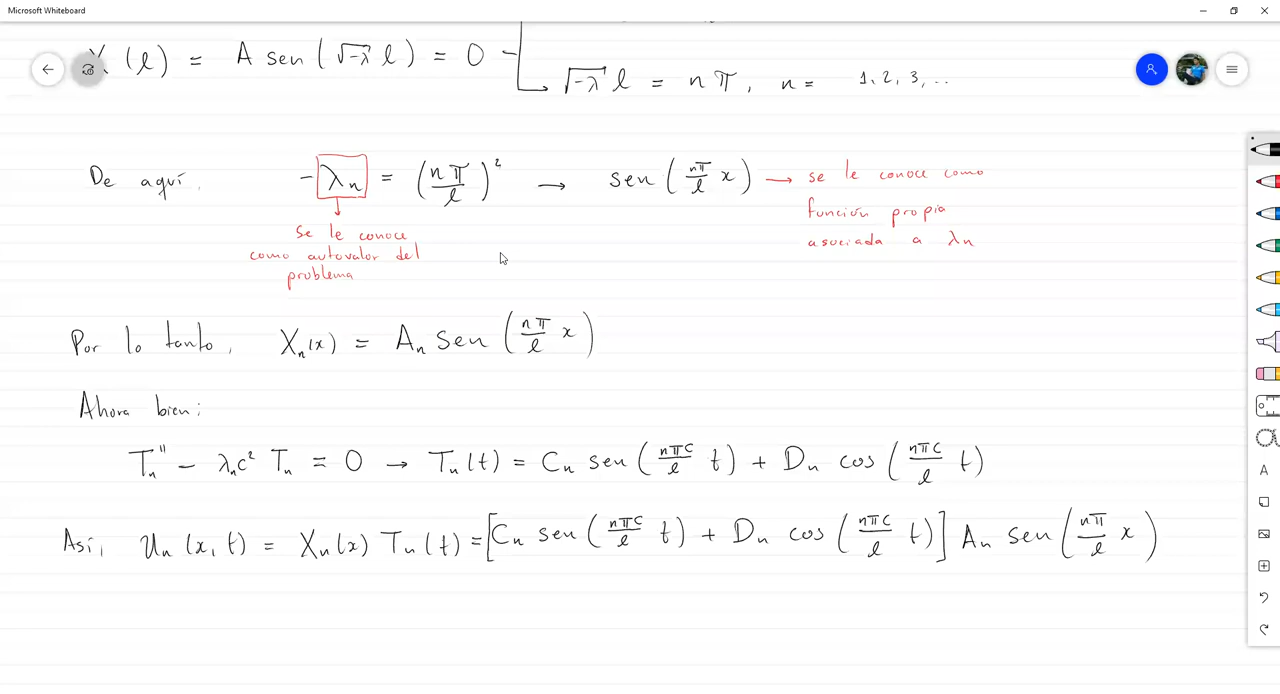 Microsoft Whiteboard
X(l) = A sen(√-λ l) = 0
√-λ l = nπ, n = 1, 2, 3, ...
De aquí, -λₙ = (nπ/l)² → sen(nπ/l x) → se le conoce como
función propia
asociada a λₙ
se le conoce
como autovalor del
problema
Por lo tanto, Xₙ(x) = Aₙ sen(nπ/l x)
Ahora bien:
Tₙ'' - λₙc² Tₙ = 0 → Tₙ(t) = Cₙ sen(nπc/l t) + Dₙ cos(nπc/l t)
Así, uₙ(x,t) = Xₙ(x) Tₙ(t) = [Cₙ sen(nπc/l t) + Dₙ cos(nπc/l t)] Aₙ sen(nπ/l x)
A